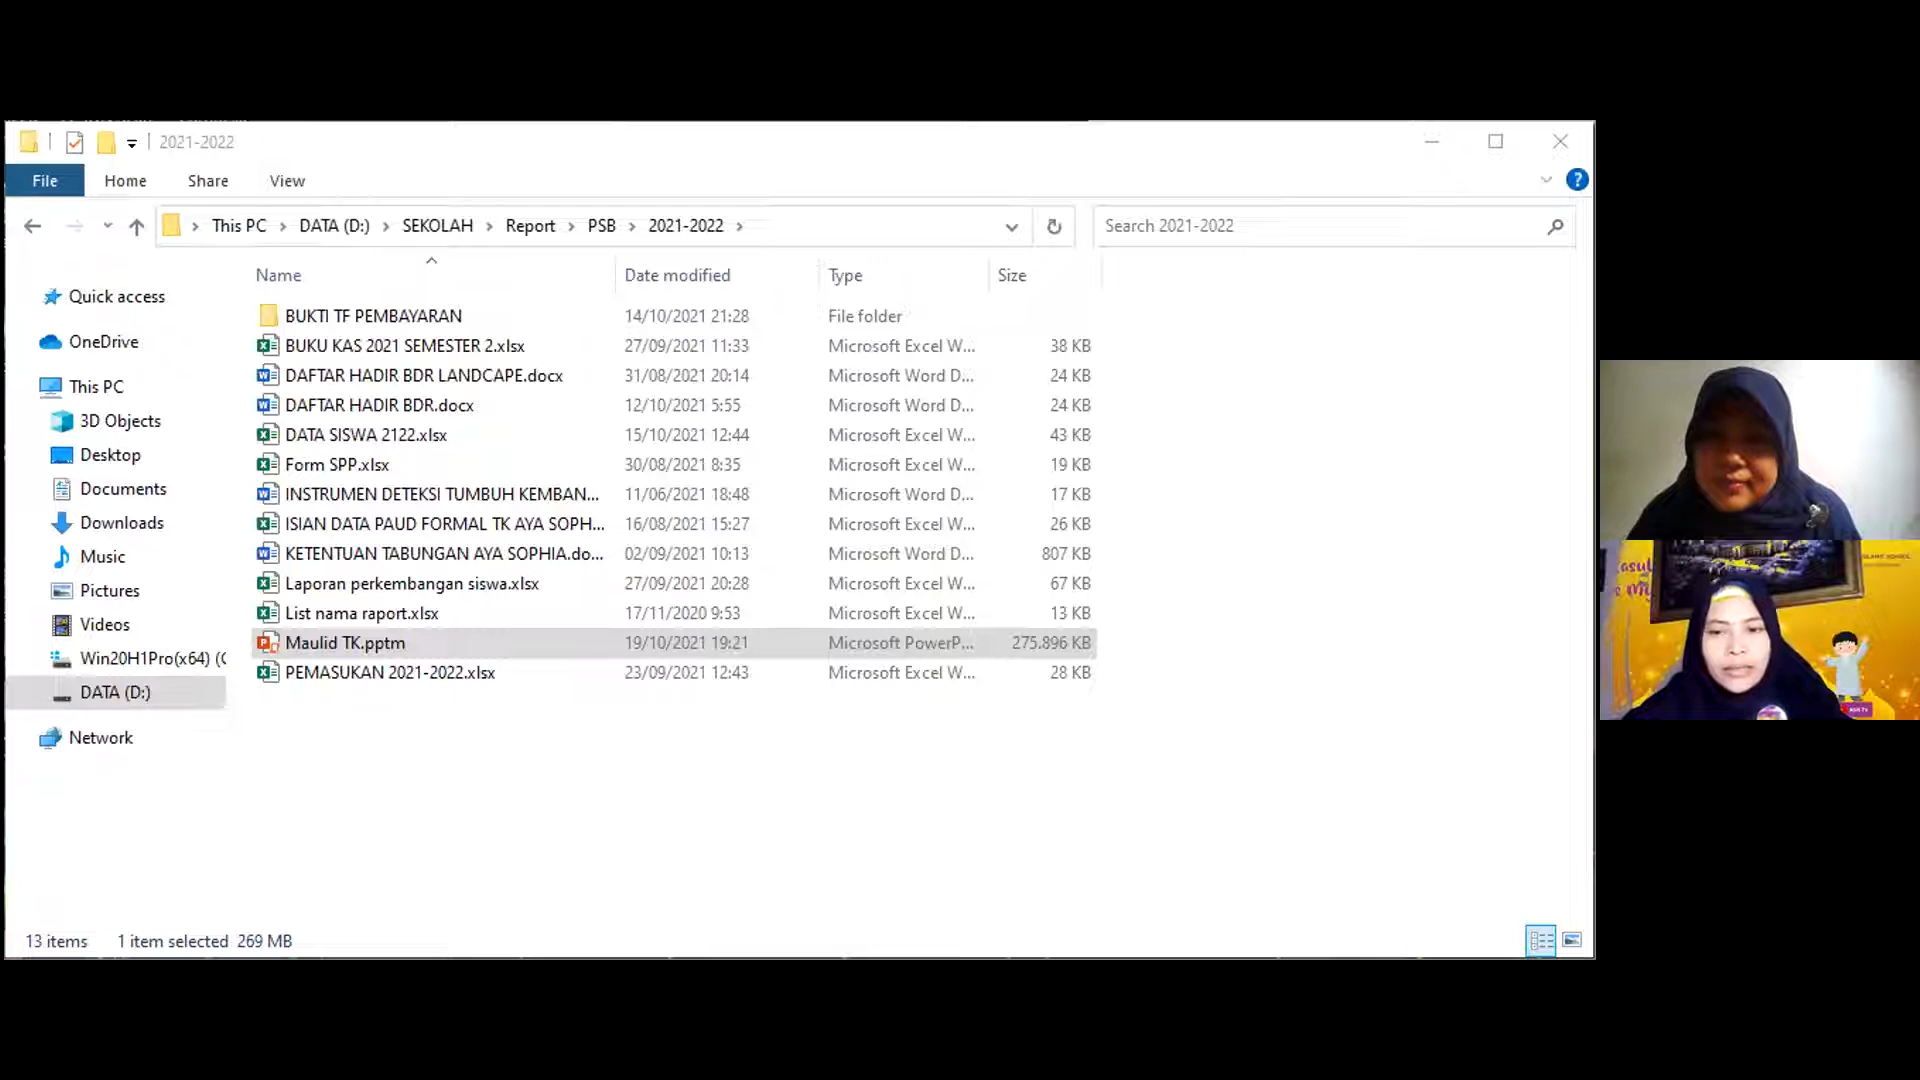 2021-2022
File Home Share View
This PC DATA (D:) SEKOLAH Report PSB 2021-2022
Search 2021-2022
Name Date modified Type Size
Quick access
OneDrive
This PC
3D Objects
Desktop
Documents
Downloads
Music
Pictures
Videos
Win20H1Pro(x64) (C
DATA (D:)
Network
BUKTI TF PEMBAYARAN 14/10/2021 21:28 File folder
BUKU KAS 2021 SEMESTER 2.xlsx 27/09/2021 11:33 Microsoft Excel W... 38 KB
DAFTAR HADIR BDR LANDCAPE.docx 31/08/2021 20:14 Microsoft Word D... 24 KB
DAFTAR HADIR BDR.docx 12/10/2021 5:55 Microsoft Word D... 24 KB
DATA SISWA 2122.xlsx 15/10/2021 12:44 Microsoft Excel W... 43 KB
Form SPP.xlsx 30/08/2021 8:35 Microsoft Excel W... 19 KB
INSTRUMEN DETEKSI TUMBUH KEMBAN... 11/06/2021 18:48 Microsoft Word D... 17 KB
ISIAN DATA PAUD FORMAL TK AYA SOPH... 16/08/2021 15:27 Microsoft Excel W... 26 KB
KETENTUAN TABUNGAN AYA SOPHIA.do... 02/09/2021 10:13 Microsoft Word D... 807 KB
Laporan perkembangan siswa.xlsx 27/09/2021 20:28 Microsoft Excel W... 67 KB
List nama raport.xlsx 17/11/2020 9:53 Microsoft Excel W... 13 KB
Maulid TK.pptm 19/10/2021 19:21 Microsoft PowerP... 275.896 KB
PEMASUKAN 2021-2022.xlsx 23/09/2021 12:43 Microsoft Excel W... 28 KB
13 items 1 item selected 269 MB